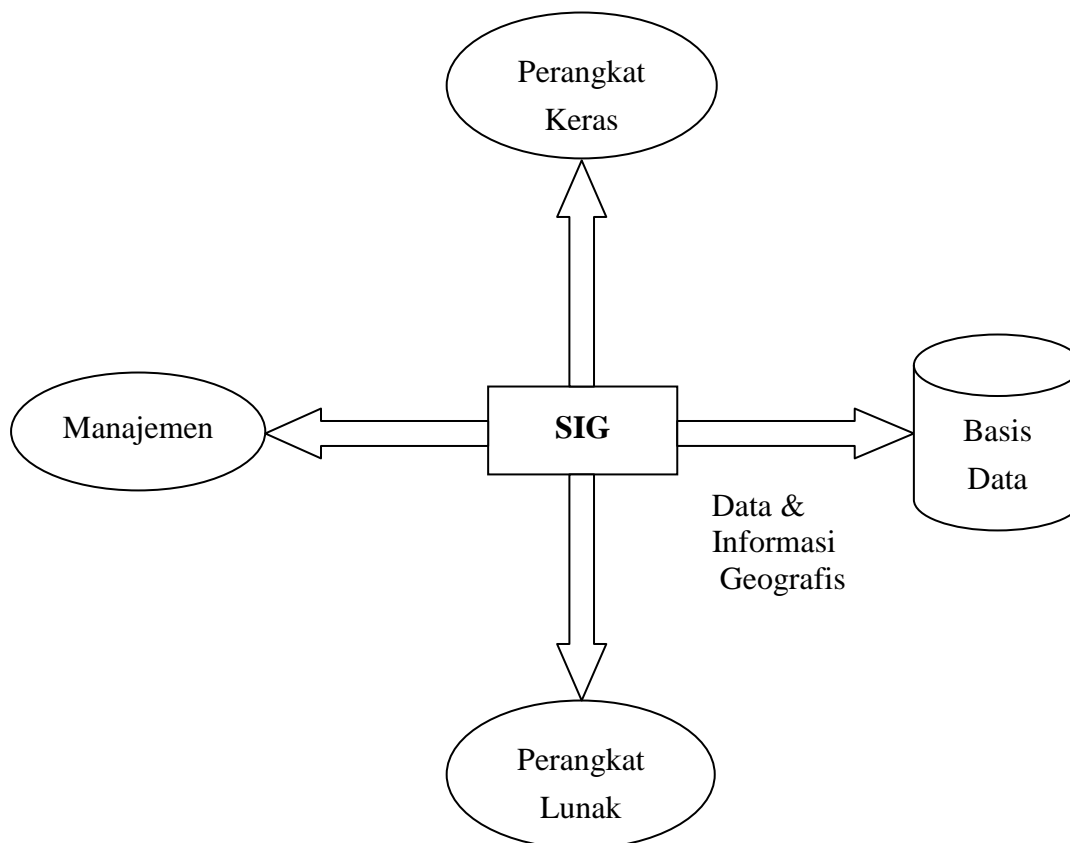 Perangkat
Keras
Manajemen
SIG
Basis
Data
Data &
Informasi
Geografis
Perangkat
Lunak